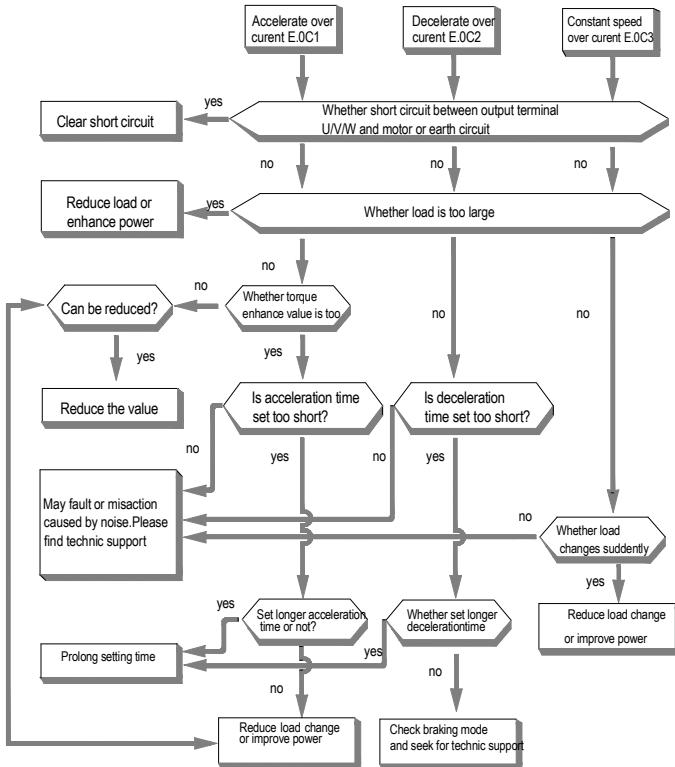 Accelerate over
curent E.0C1
Decelerate over
curent E.0C2
Constant speed
over curent E.0C3
Clear short circuit
yes
Whether short circuit between output terminal
U/V/W and motor or earth circuit
no
no
no
Reduce load or
enhance power
yes
Whether load is too large
no
no
no
Can be reduced?
no
Whether torque
enhance value is too
yes
yes
Reduce the value
Is acceleration time
set too short?
Is deceleration
time set too short?
no
yes
no
yes
May fault or misaction
caused by noise.Please
find technic support
no
Whether load
changes suddently
yes
Reduce load change
or improve power
yes
Set longer acceleration
time or not?
Whether set longer
decelerationtime
Prolong setting time
yes
no
no
Reduce load change
or improve power
Check braking mode
and seek for technic support